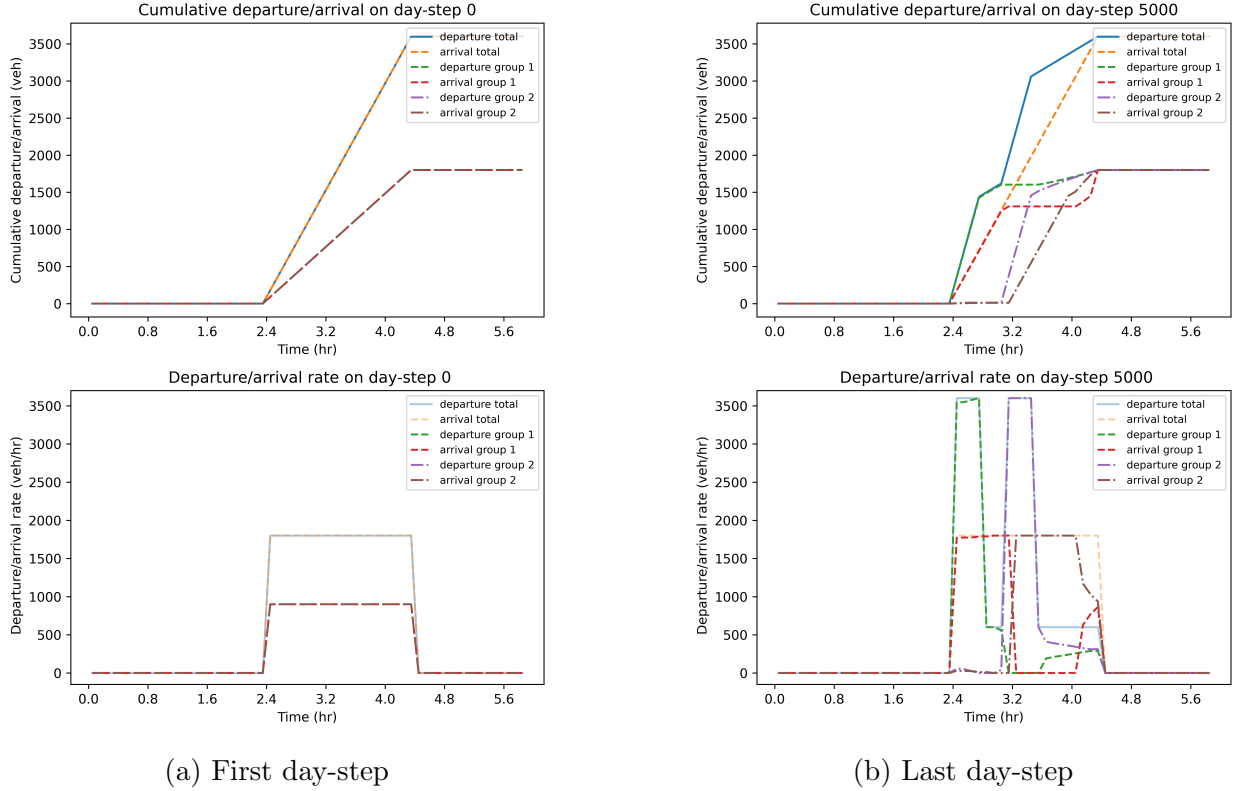 Cumulative departure/arrival on day-step 0
Cumulative departure/arrival (veh)
3500
3000
2500
2000
1500
1000
500
0
departure total
arrival total
departure group 1
arrival group 1
departure group 2
arrival group 2
0.0 0.8 1.6 2.4 3.2 4.0 4.8 5.6
Time (hr)
Cumulative departure/arrival on day-step 5000
Cumulative departure/arrival (veh)
3500
3000
2500
2000
1500
1000
500
0
departure total
arrival total
departure group 1
arrival group 1
departure group 2
arrival group 2
0.0 0.8 1.6 2.4 3.2 4.0 4.8 5.6
Time (hr)
Departure/arrival rate on day-step 0
Departure/arrival rate (veh/hr)
3500
3000
2500
2000
1500
1000
500
0
departure total
arrival total
departure group 1
arrival group 1
departure group 2
arrival group 2
0.0 0.8 1.6 2.4 3.2 4.0 4.8 5.6
Time (hr)
Departure/arrival rate on day-step 5000
Departure/arrival rate (veh/hr)
3500
3000
2500
2000
1500
1000
500
0
departure total
arrival total
departure group 1
arrival group 1
departure group 2
arrival group 2
0.0 0.8 1.6 2.4 3.2 4.0 4.8 5.6
Time (hr)
(a) First day-step
(b) Last day-step